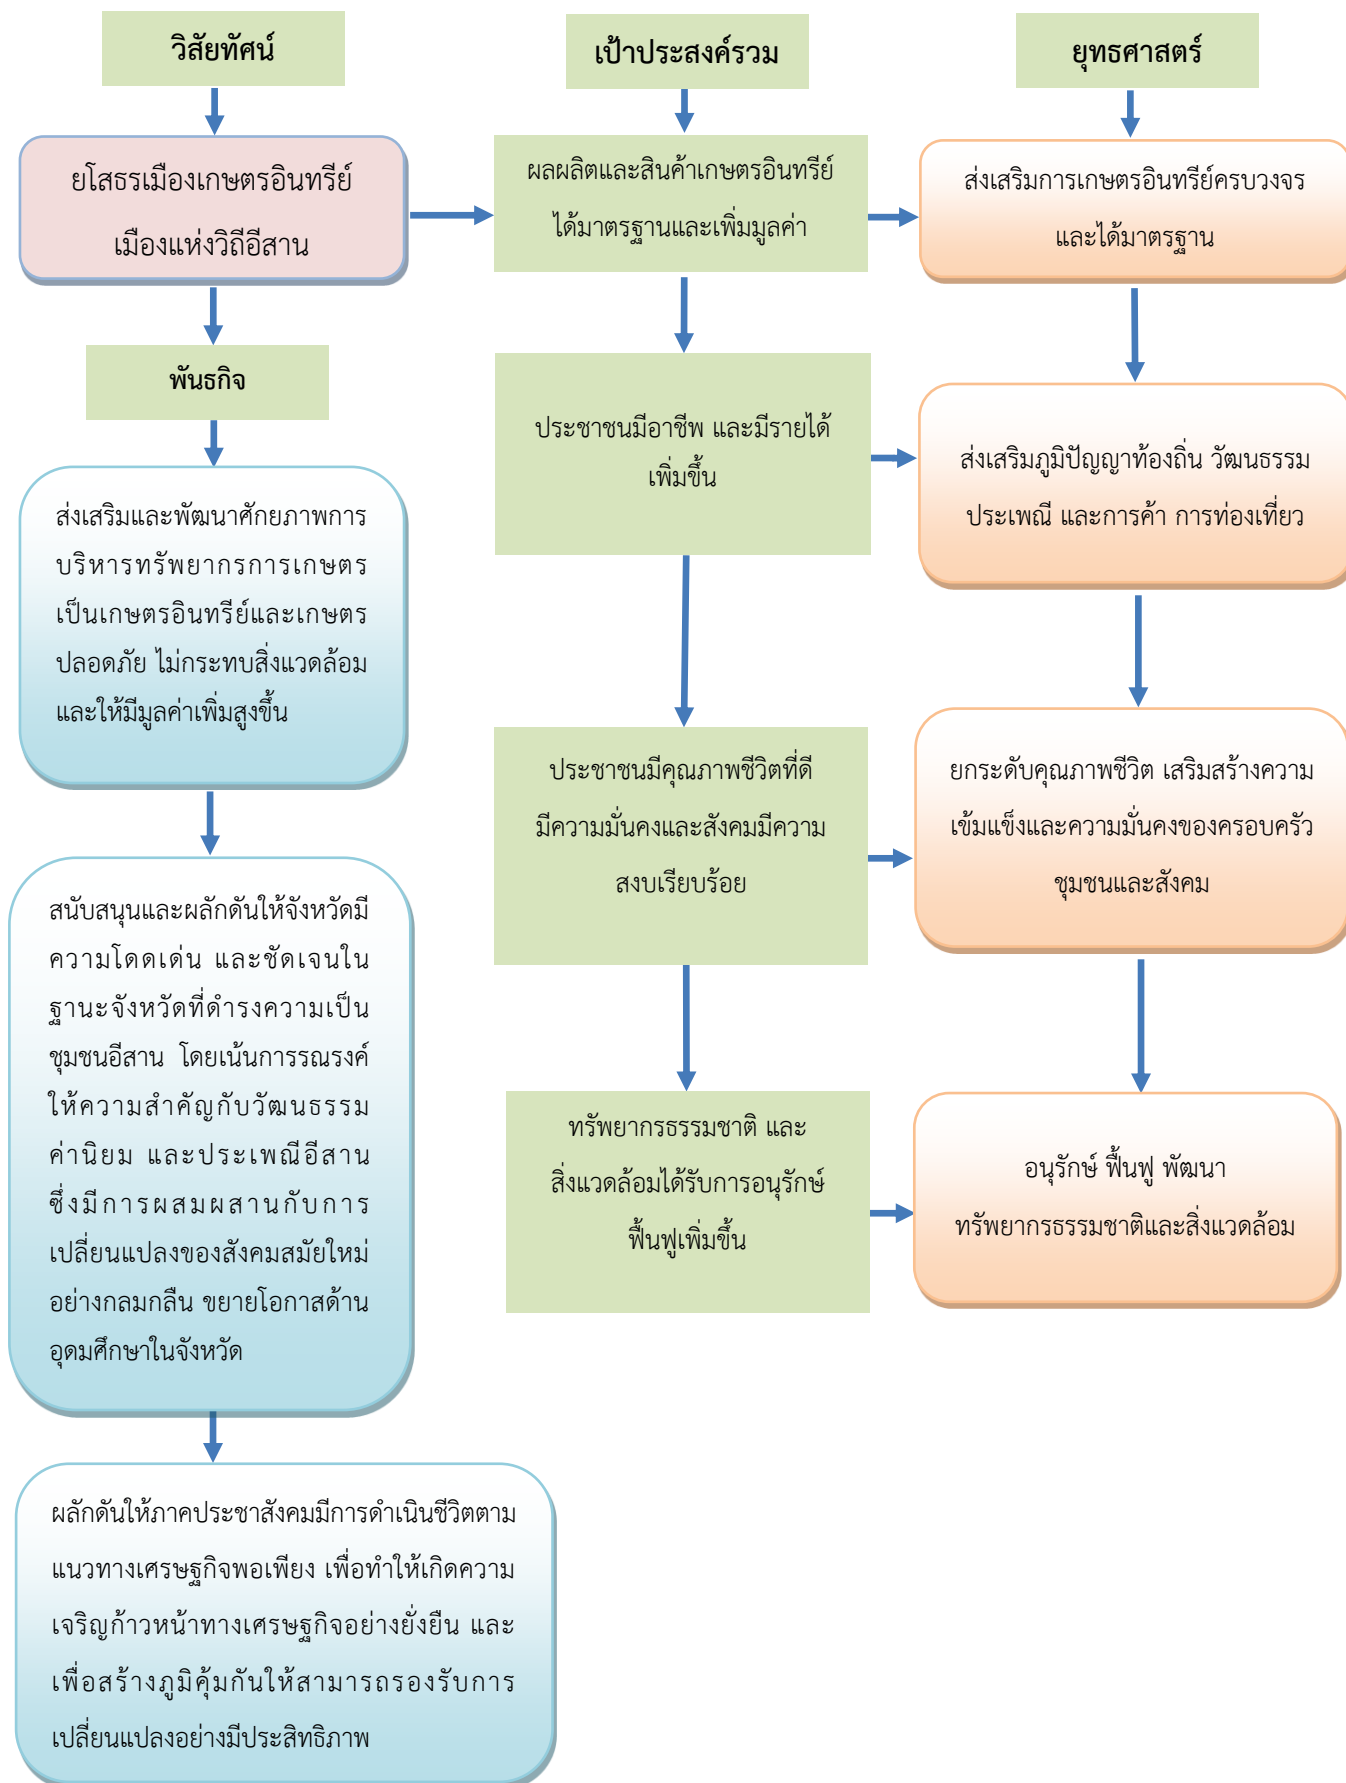 วิสัยทัศน์
ยโสธรเมืองเกษตรอินทรีย์
เมืองแห่งวิถีอีสาน
พันธกิจ
ส่งเสริมและพัฒนาศักยภาพการ
บริหารทรัพยากรการเกษตร
เป็นเกษตรอินทรีย์และเกษตร
ปลอดภัย ไม่กระทบสิ่งแวดล้อม
และให้มีมูลค่าเพิ่มสูงขึ้น
สนับสนุนและผลักดันให้จังหวัดมี
ความโดดเด่น และชัดเจนใน
ฐานะจังหวัดที่ดำรงความเป็น
ชุมชนอีสาน โดยเน้นการรณรงค์
ให้ความสำคัญกับวัฒนธรรม
ค่านิยม และประเพณีอีสาน
ซึ่งมีการผสมผสานกับการ
เปลี่ยนแปลงของสังคมสมัยใหม่
อย่างกลมกลืน ขยายโอกาสด้าน
อุดมศึกษาในจังหวัด
ผลักดันให้ภาคประชาสังคมมีการดำเนินชีวิตตาม
แนวทางเศรษฐกิจพอเพียง เพื่อทำให้เกิดความ
เจริญก้าวหน้าทางเศรษฐกิจอย่างยั่งยืน และ
เพื่อสร้างภูมิคุ้มกันให้สามารถรองรับการ
เปลี่ยนแปลงอย่างมีประสิทธิภาพ
เป้าประสงค์รวม
ผลผลิตและสินค้าเกษตรอินทรีย์
ได้มาตรฐานและเพิ่มมูลค่า
ประชาชนมีอาชีพ และมีรายได้
เพิ่มขึ้น
ประชาชนมีคุณภาพชีวิตที่ดี
มีความมั่นคงและสังคมมีความ
สงบเรียบร้อย
ทรัพยากรธรรมชาติ และ
สิ่งแวดล้อมได้รับการอนุรักษ์
ฟื้นฟูเพิ่มขึ้น
ยุทธศาสตร์
ส่งเสริมการเกษตรอินทรีย์ครบวงจร
และได้มาตรฐาน
ส่งเสริมภูมิปัญญาท้องถิ่น วัฒนธรรม
ประเพณี และการค้า การท่องเที่ยว
ยกระดับคุณภาพชีวิต เสริมสร้างความ
เข้มแข็งและความมั่นคงของครอบครัว
ชุมชนและสังคม
อนุรักษ์ ฟื้นฟู พัฒนา
ทรัพยากรธรรมชาติและสิ่งแวดล้อม